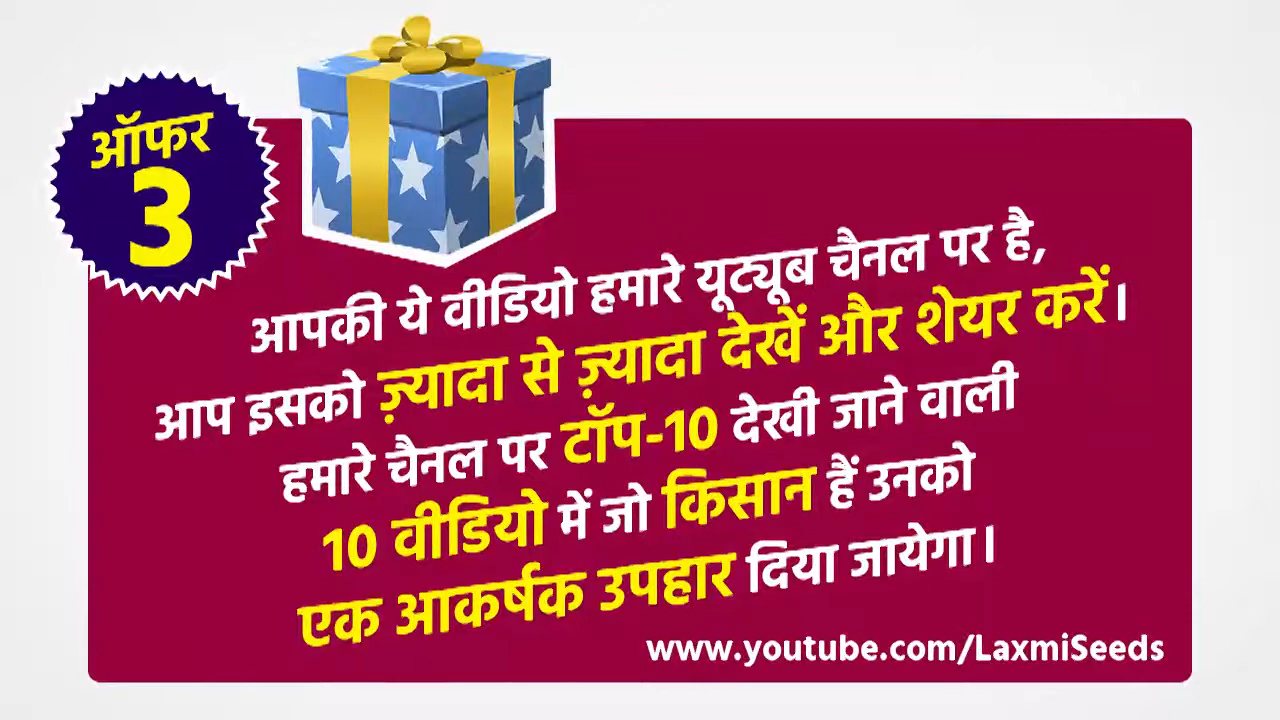 ऑफर
3
आपकी ये वीडियो हमारे यूट्यूब चैनल पर है,
आप इसको ज़्यादा से ज़्यादा देखें और शेयर करें।
हमारे चैनल पर टॉप-10 देखी जाने वाली
10 वीडियो में जो किसान हैं उनको
एक आकर्षक उपहार दिया जायेगा।
www.youtube.com/LaxmiSeeds